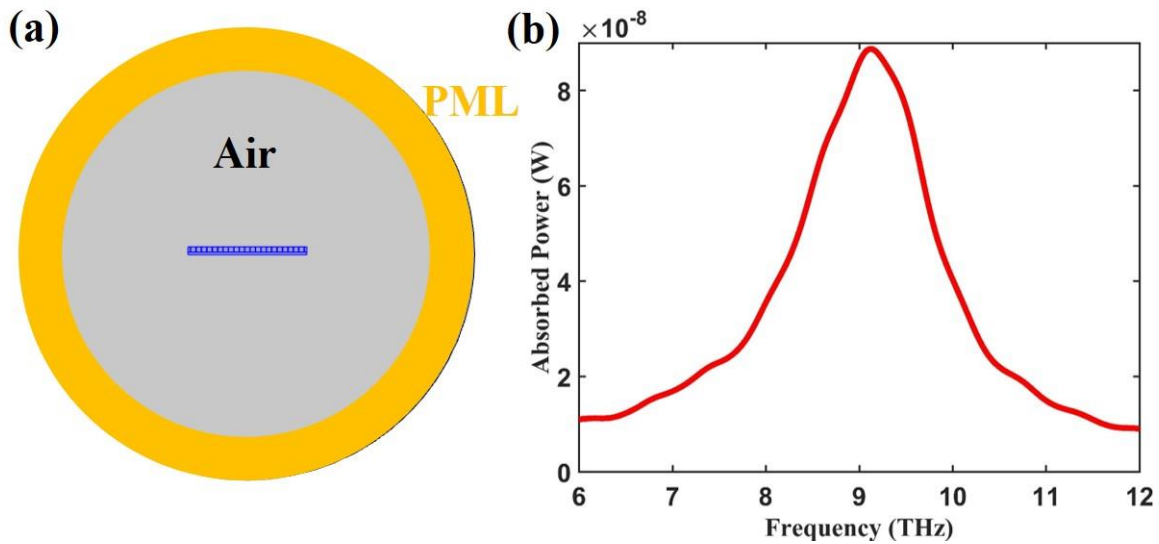 (a)
PML
Air
(b)
×10-8
Absorbed Power (W)
8
6
4
2
0
6 7 8 9 10 11 12
Frequency (THz)